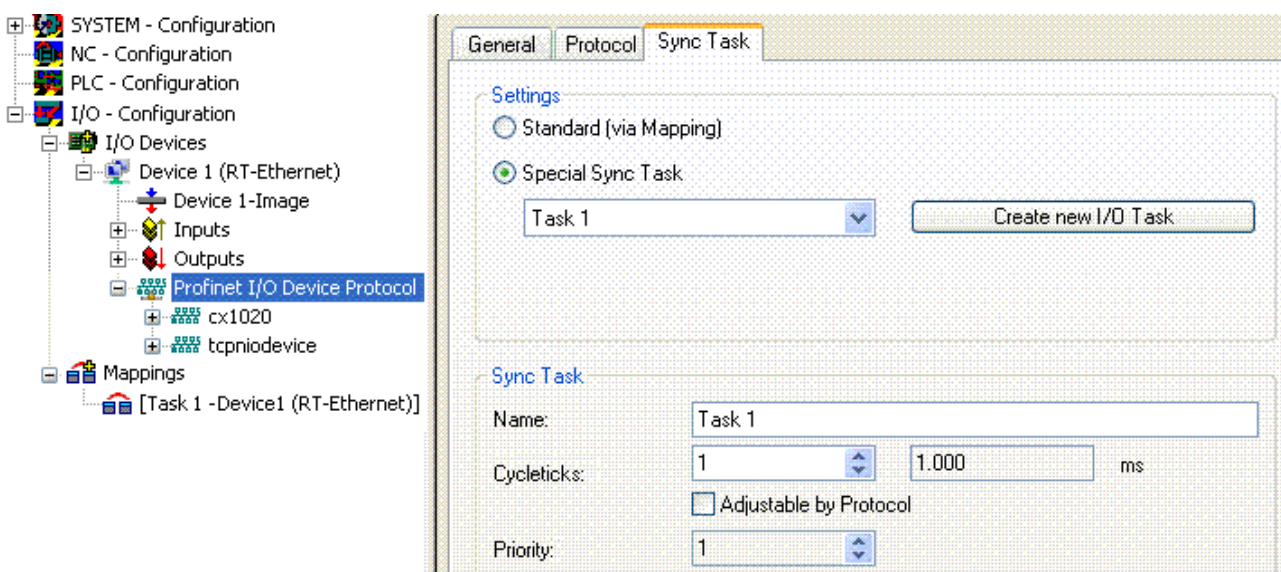 SYSTEM - Configuration
NC - Configuration
PLC - Configuration
I/O - Configuration
I/O Devices
Device 1 (RT-Ethernet)
Device 1-Image
Inputs
Outputs
Profinet I/O Device Protocol
cx1020
tcpniodevice
Mappings
[Task 1 -Device1 (RT-Ethernet)]
General Protocol Sync Task
Settings
Standard (via Mapping)
Special Sync Task
Task 1 Create new I/O Task
Sync Task
Name: Task 1
Cycleticks: 1 1.000 ms
Adjustable by Protocol
Priority: 1